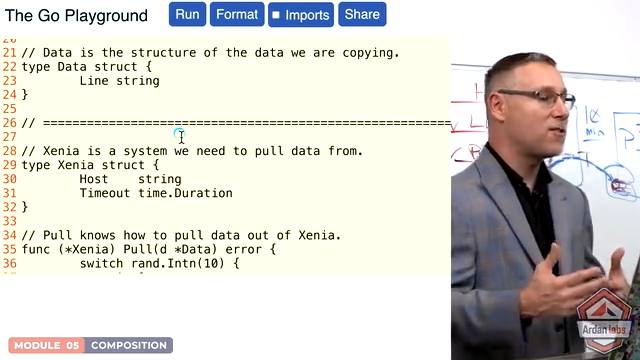 The Go Playground
Run
Format
Imports
Share
21 // Data is the structure of the data we are copying.
22 type Data struct {
23 Line string
24 }
25
26 // =========================================================
27
28 // Xenia is a system we need to pull data from.
29 type Xenia struct {
30 Host string
31 Timeout time.Duration
32 }
33
34 // Pull knows how to pull data out of Xenia.
35 func (*Xenia) Pull(d *Data) error {
36 switch rand.Intn(10) {
10
min
Ardan labs
MODULE 05 COMPOSITION